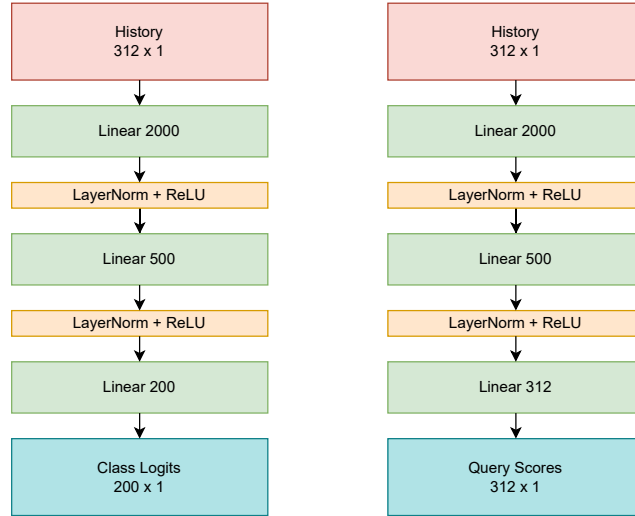 History
312 x 1
Linear 2000
LayerNorm + ReLU
Linear 500
LayerNorm + ReLU
Linear 200
Class Logits
200 x 1
History
312 x 1
Linear 2000
LayerNorm + ReLU
Linear 500
LayerNorm + ReLU
Linear 312
Query Scores
312 x 1